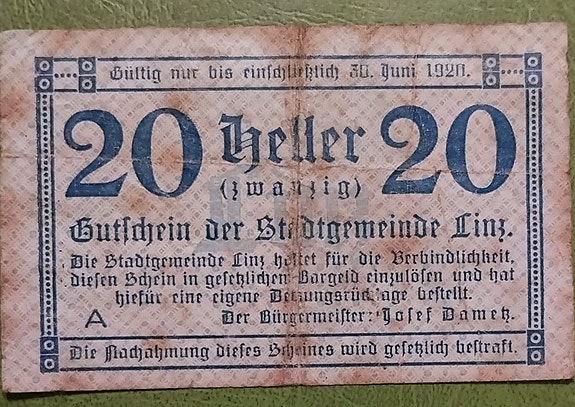 Gültig nur bis einschließlich 30. Juni 1920.
20 Heller 20
(zwanzig)
Gutschein der Stadtgemeinde Linz.
Die Stadtgemeinde Linz haftet für die Verbindlichkeit,
diesen Schein in gesetzlichen Bargeld einzulösen und hat
hiefür eine eigene Deckungsrücklage bestellt.
A Der Bürgermeister: Josef Dametz.
Die Nachahmung dieses Scheines wird gesetzlich bestraft.